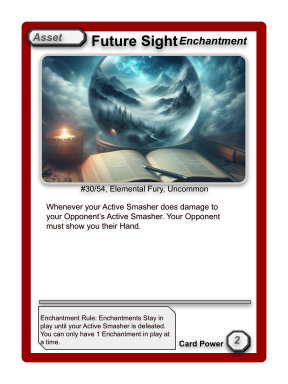 Asset Future Sight Enchantment
#30/54, Elemental Fury, Uncommon
Whenever your Active Smasher does damage to
your Opponent's Active Smasher. Your Opponent
must show you their Hand.
Enchantment Rule: Enchantments Stay in
play until your Active Smasher is defeated.
You can only have 1 Enchantment in play at
a time.
Card Power 2